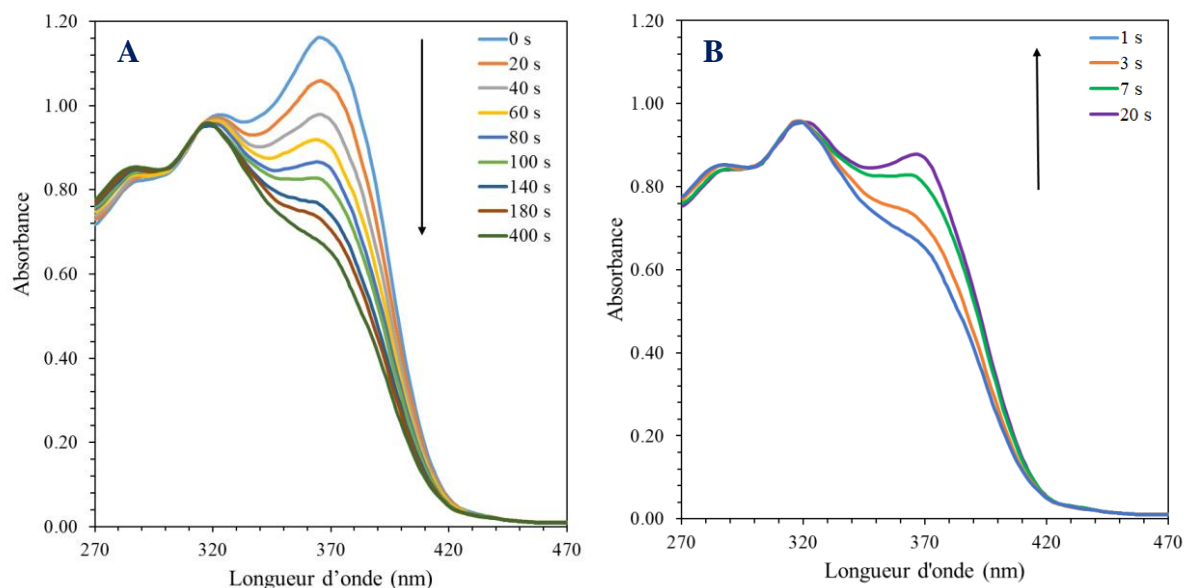 A
1.20
1.00
0.80
0.60
0.40
0.20
0.00
Absorbance
270
320
370
420
470
Longueur d’onde (nm)
0 s
20 s
40 s
60 s
80 s
100 s
140 s
180 s
400 s
B
1.20
1.00
0.80
0.60
0.40
0.20
0.00
Absorbance
270
320
370
420
470
Longueur d'onde (nm)
1 s
3 s
7 s
20 s